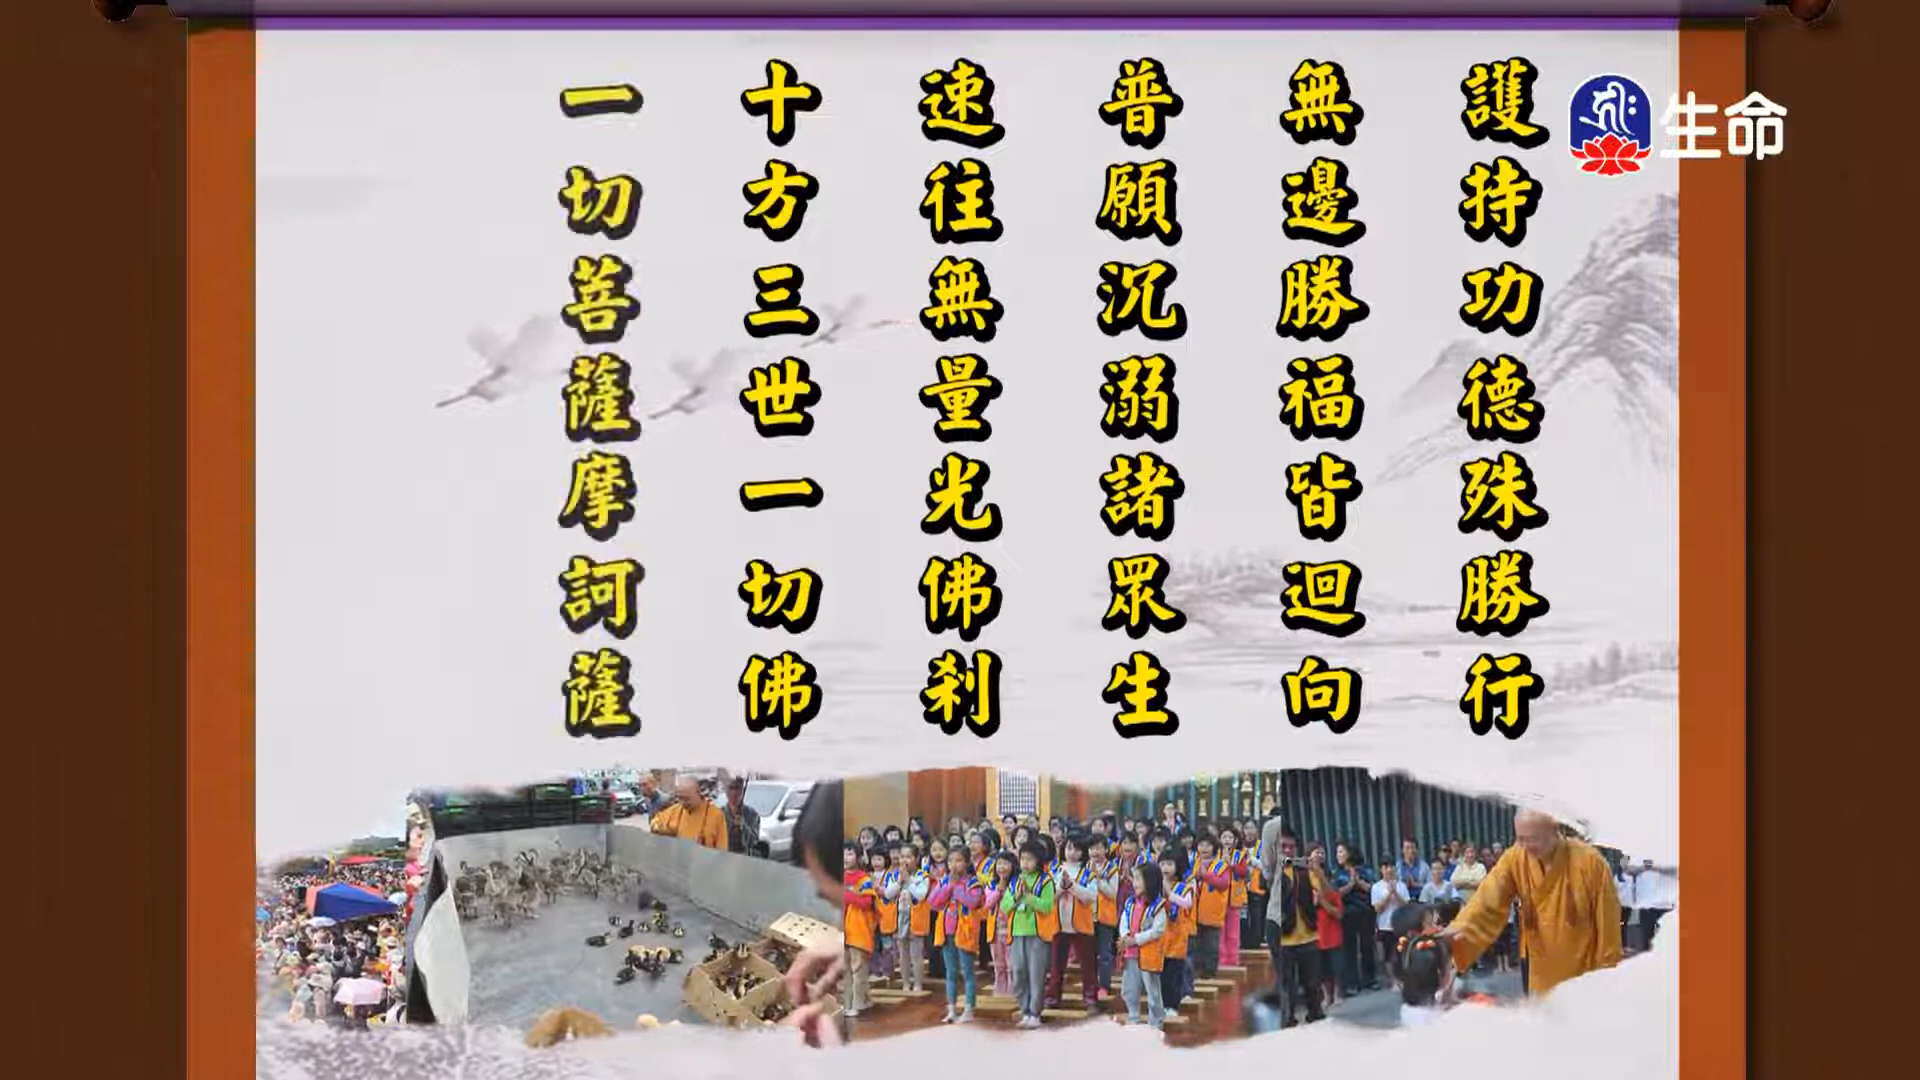 護持功德殊勝行
無邊勝福皆迴向
普願沉溺諸眾生
速往無量光佛剎
十方三世一切佛
一切菩薩摩訶薩
生命